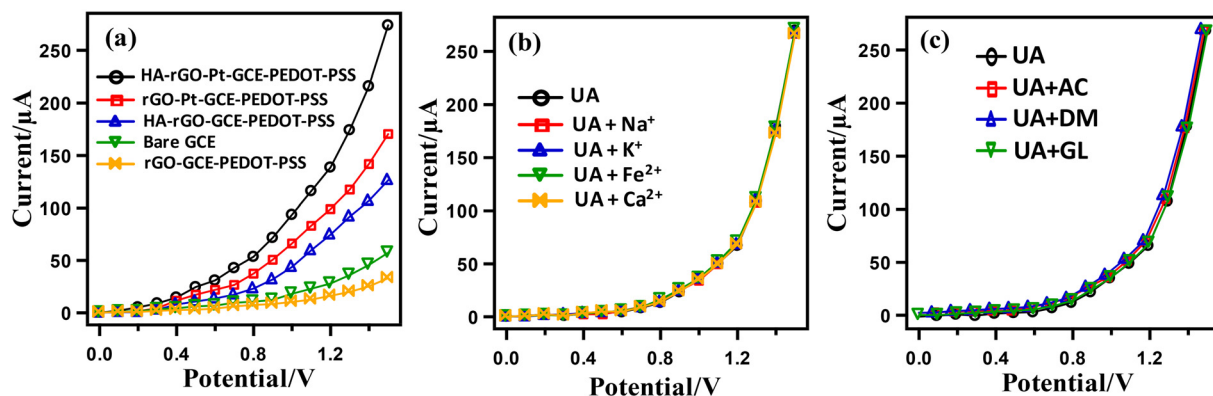 (a)
HA-rGO-Pt-GCE-PEDOT-PSS
rGO-Pt-GCE-PEDOT-PSS
HA-rGO-GCE-PEDOT-PSS
Bare GCE
rGO-GCE-PEDOT-PSS
Current/μA
250
200
150
100
50
0
0.0 0.4 0.8 1.2
Potential/V
(b)
UA
UA + Na⁺
UA + K⁺
UA + Fe²⁺
UA + Ca²⁺
Current/μA
250
200
150
100
50
0
0.0 0.4 0.8 1.2
Potential/V
(c)
UA
UA+AC
UA+DM
UA+GL
Current/μA
250
200
150
100
50
0
0.0 0.4 0.8 1.2
Potential/V